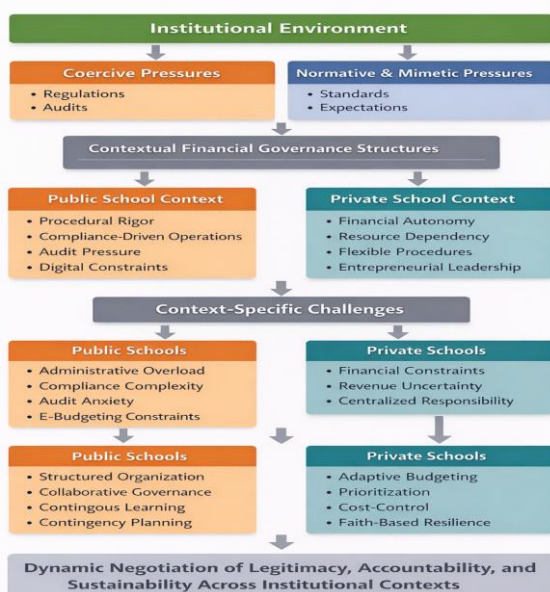 Institutional Environment
Coercive Pressures
• Regulations
• Audits
Normative & Mimetic Pressures
• Standards
• Expectations
Contextual Financial Governance Structures
Public School Context
• Procedural Rigor
• Compliance-Driven Operations
• Audit Pressure
• Digital Constraints
Private School Context
• Financial Autonomy
• Resource Dependency
• Flexible Procedures
• Entrepreneurial Leadership
Context-Specific Challenges
Public Schools
• Administrative Overload
• Compliance Complexity
• Audit Anxiety
• E-Budgeting Constraints
Private Schools
• Financial Constraints
• Revenue Uncertainty
• Centralized Responsibility
Public Schools
• Structured Organization
• Collaborative Governance
• Contingous Learning
• Contingency Planning
Private Schools
• Adaptive Budgeting
• Prioritization
• Cost-Control
• Faith-Based Resilience
Dynamic Negotiation of Legitimacy, Accountability, and
Sustainability Across Institutional Contexts